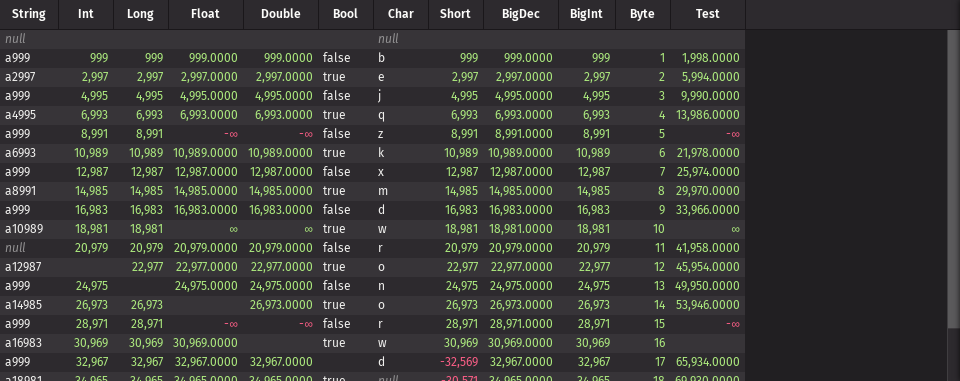 String Int Long Float Double Bool Char Short BigDec BigInt Byte Test
null null
a999 999 999 999.0000 999.0000 false b 999 999.0000 999 1 1,998.0000
a2997 2,997 2,997 2,997.0000 2,997.0000 true e 2,997 2,997.0000 2,997 2 5,994.0000
a999 4,995 4,995 4,995.0000 4,995.0000 false j 4,995 4,995.0000 4,995 3 9,990.0000
a4995 6,993 6,993 6,993.0000 6,993.0000 true q 6,993 6,993.0000 6,993 4 13,986.0000
a999 8,991 8,991 -∞ -∞ false z 8,991 8,991.0000 8,991 5 -∞
a6993 10,989 10,989 10,989.0000 10,989.0000 true k 10,989 10,989.0000 10,989 6 21,978.0000
a999 12,987 12,987 12,987.0000 12,987.0000 false x 12,987 12,987.0000 12,987 7 25,974.0000
a8991 14,985 14,985 14,985.0000 14,985.0000 true m 14,985 14,985.0000 14,985 8 29,970.0000
a999 16,983 16,983 16,983.0000 16,983.0000 false d 16,983 16,983.0000 16,983 9 33,966.0000
a10989 18,981 18,981 ∞ ∞ true w 18,981 18,981.0000 18,981 10 ∞
null 20,979 20,979 20,979.0000 20,979.0000 false r 20,979 20,979.0000 20,979 11 41,958.0000
a12987 22,977 22,977.0000 22,977.0000 true o 22,977 22,977.0000 22,977 12 45,954.0000
a999 24,975 24,975.0000 24,975.0000 false n 24,975 24,975.0000 24,975 13 49,950.0000
a14985 26,973 26,973 26,973.0000 true o 26,973 26,973.0000 26,973 14 53,946.0000
a999 28,971 28,971 -∞ -∞ false r 28,971 28,971.0000 28,971 15 -∞
a16983 30,969 30,969 30,969.0000 true w 30,969 30,969.0000 30,969 16
a999 32,967 32,967 32,967.0000 32,967.0000 d -32,569 32,967.0000 32,967 17 65,934.0000
a18981 34,965 34,965 34,965.0000 34,965.0000 true null -30,571 34,965.0000 34,965 18 69,930.0000